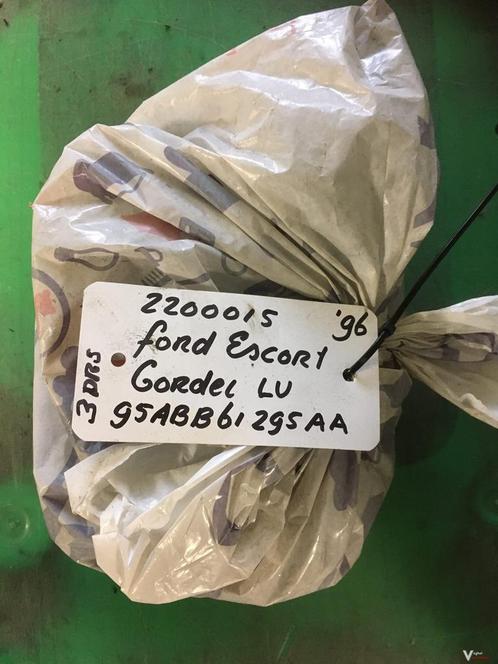 2200015 '96
ford Escort
Gordel LU
95ABB61295AA
3 DRS